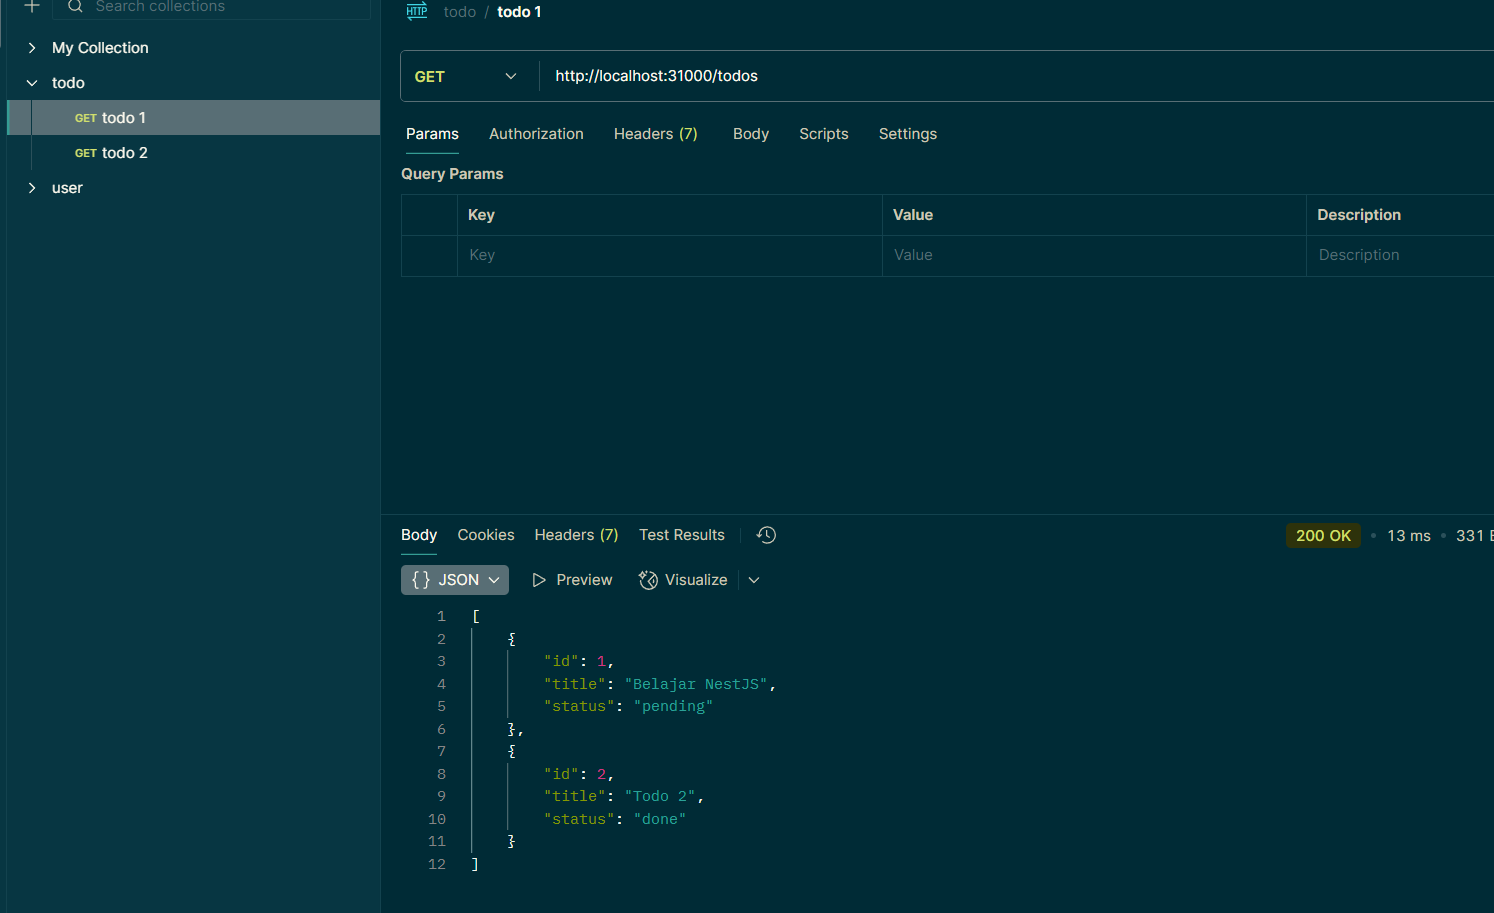 Search collections
My Collection
todo
GET todo 1
GET todo 2
user
HTTP todo / todo 1
GET http://localhost:31000/todos
Params Authorization Headers (7) Body Scripts Settings
Query Params
Key Value Description
Key Value Description
Body Cookies Headers (7) Test Results 200 OK • 13 ms • 331
{} JSON Preview Visualize
1 [
2 {
3 "id": 1,
4 "title": "Belajar NestJS",
5 "status": "pending"
6 },
7 {
8 "id": 2,
9 "title": "Todo 2",
10 "status": "done"
11 }
12 ]